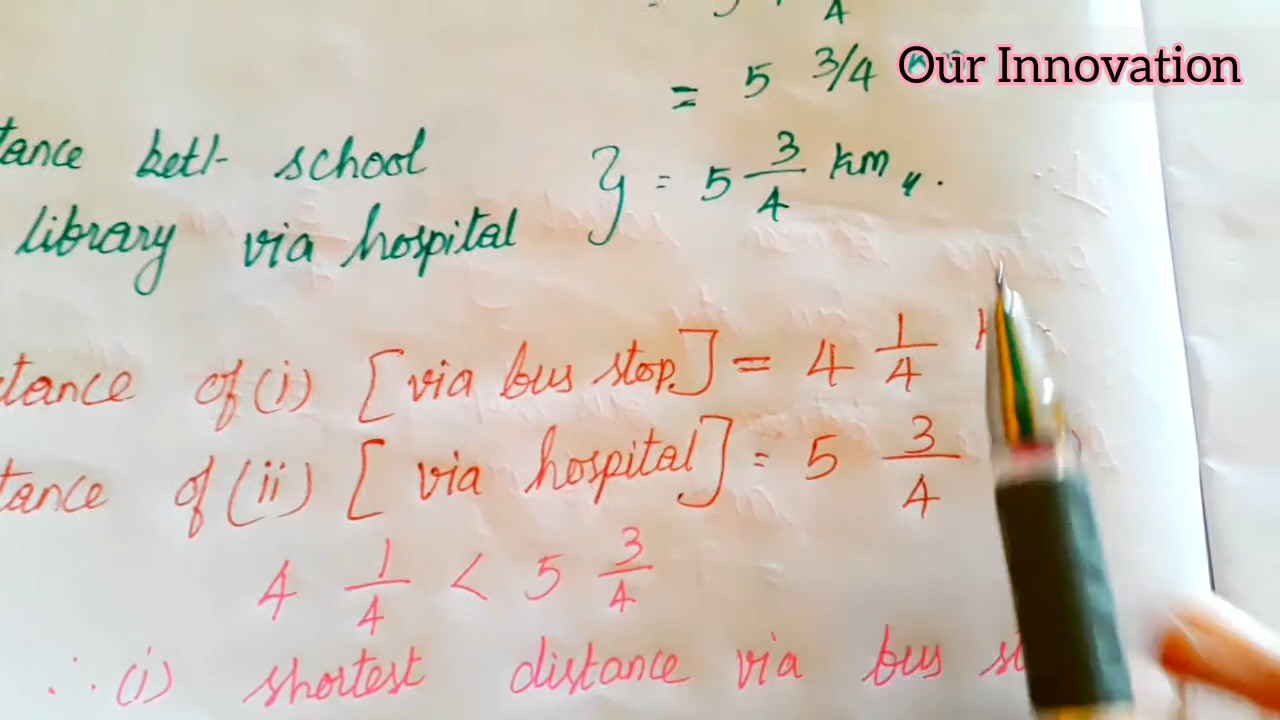 4
= 5 3/4
Our Innovation
tance bet/- school } = 5 3/4 km.
library via hospital
tance of (i) [via bus stop] = 4 1/4
tance of (ii) [via hospital] = 5 3/4
4 1/4 < 5 3/4
∴ (i) shortest distance via bus